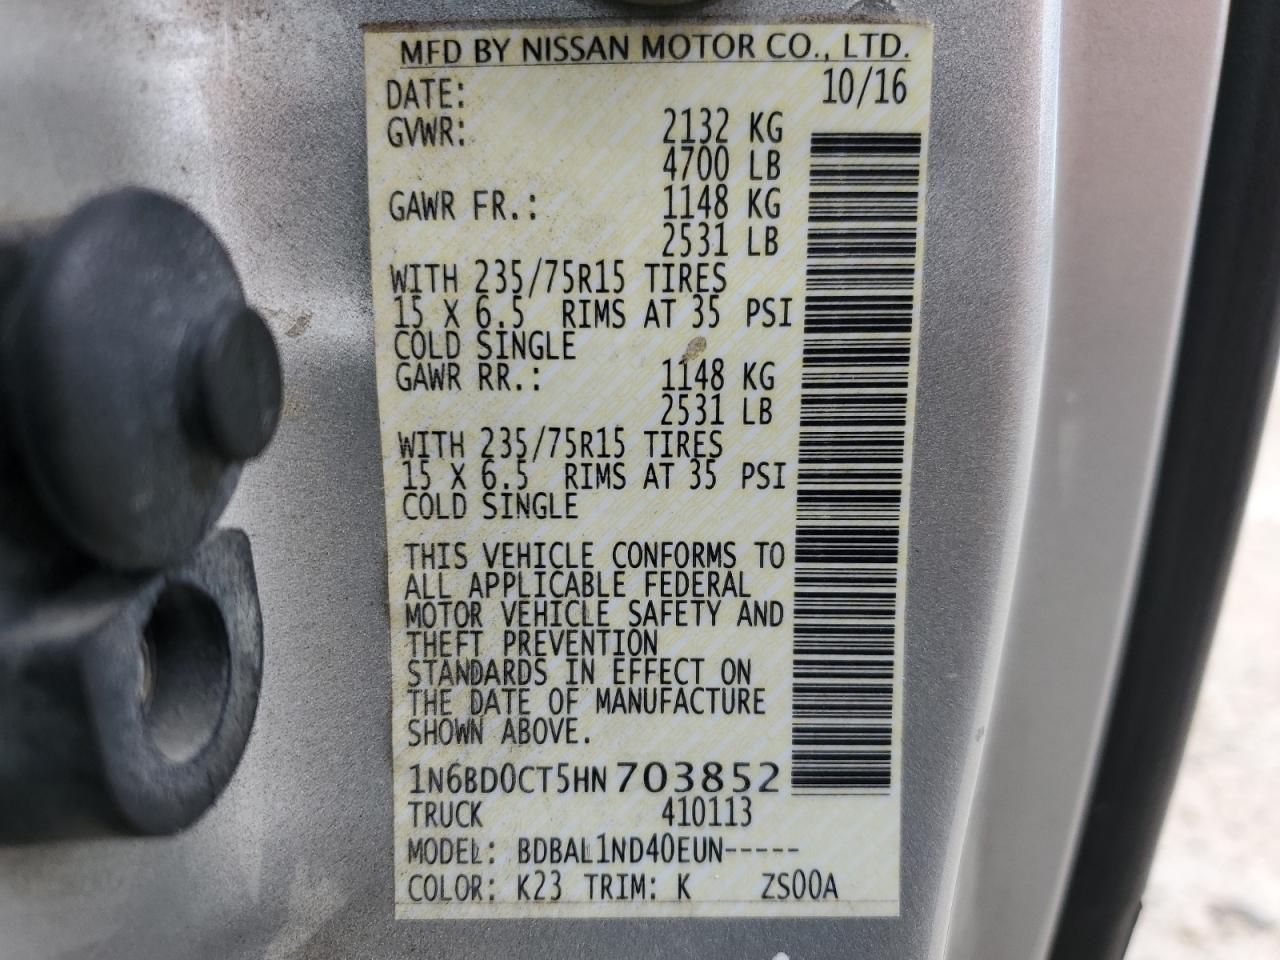 MFD BY NISSAN MOTOR CO., LTD.
DATE: 10/16
GVWR: 2132 KG
4700 LB
GAWR FR.: 1148 KG
2531 LB
WITH 235/75R15 TIRES
15 X 6.5 RIMS AT 35 PSI
COLD SINGLE
GAWR RR.: 1148 KG
2531 LB
WITH 235/75R15 TIRES
15 X 6.5 RIMS AT 35 PSI
COLD SINGLE
THIS VEHICLE CONFORMS TO
ALL APPLICABLE FEDERAL
MOTOR VEHICLE SAFETY AND
THEFT PREVENTION
STANDARDS IN EFFECT ON
THE DATE OF MANUFACTURE
SHOWN ABOVE.
1N6BD0CT5HN703852
TRUCK 410113
MODEL: BDBAL1ND40EUN-----
COLOR: K23 TRIM: K ZS00A